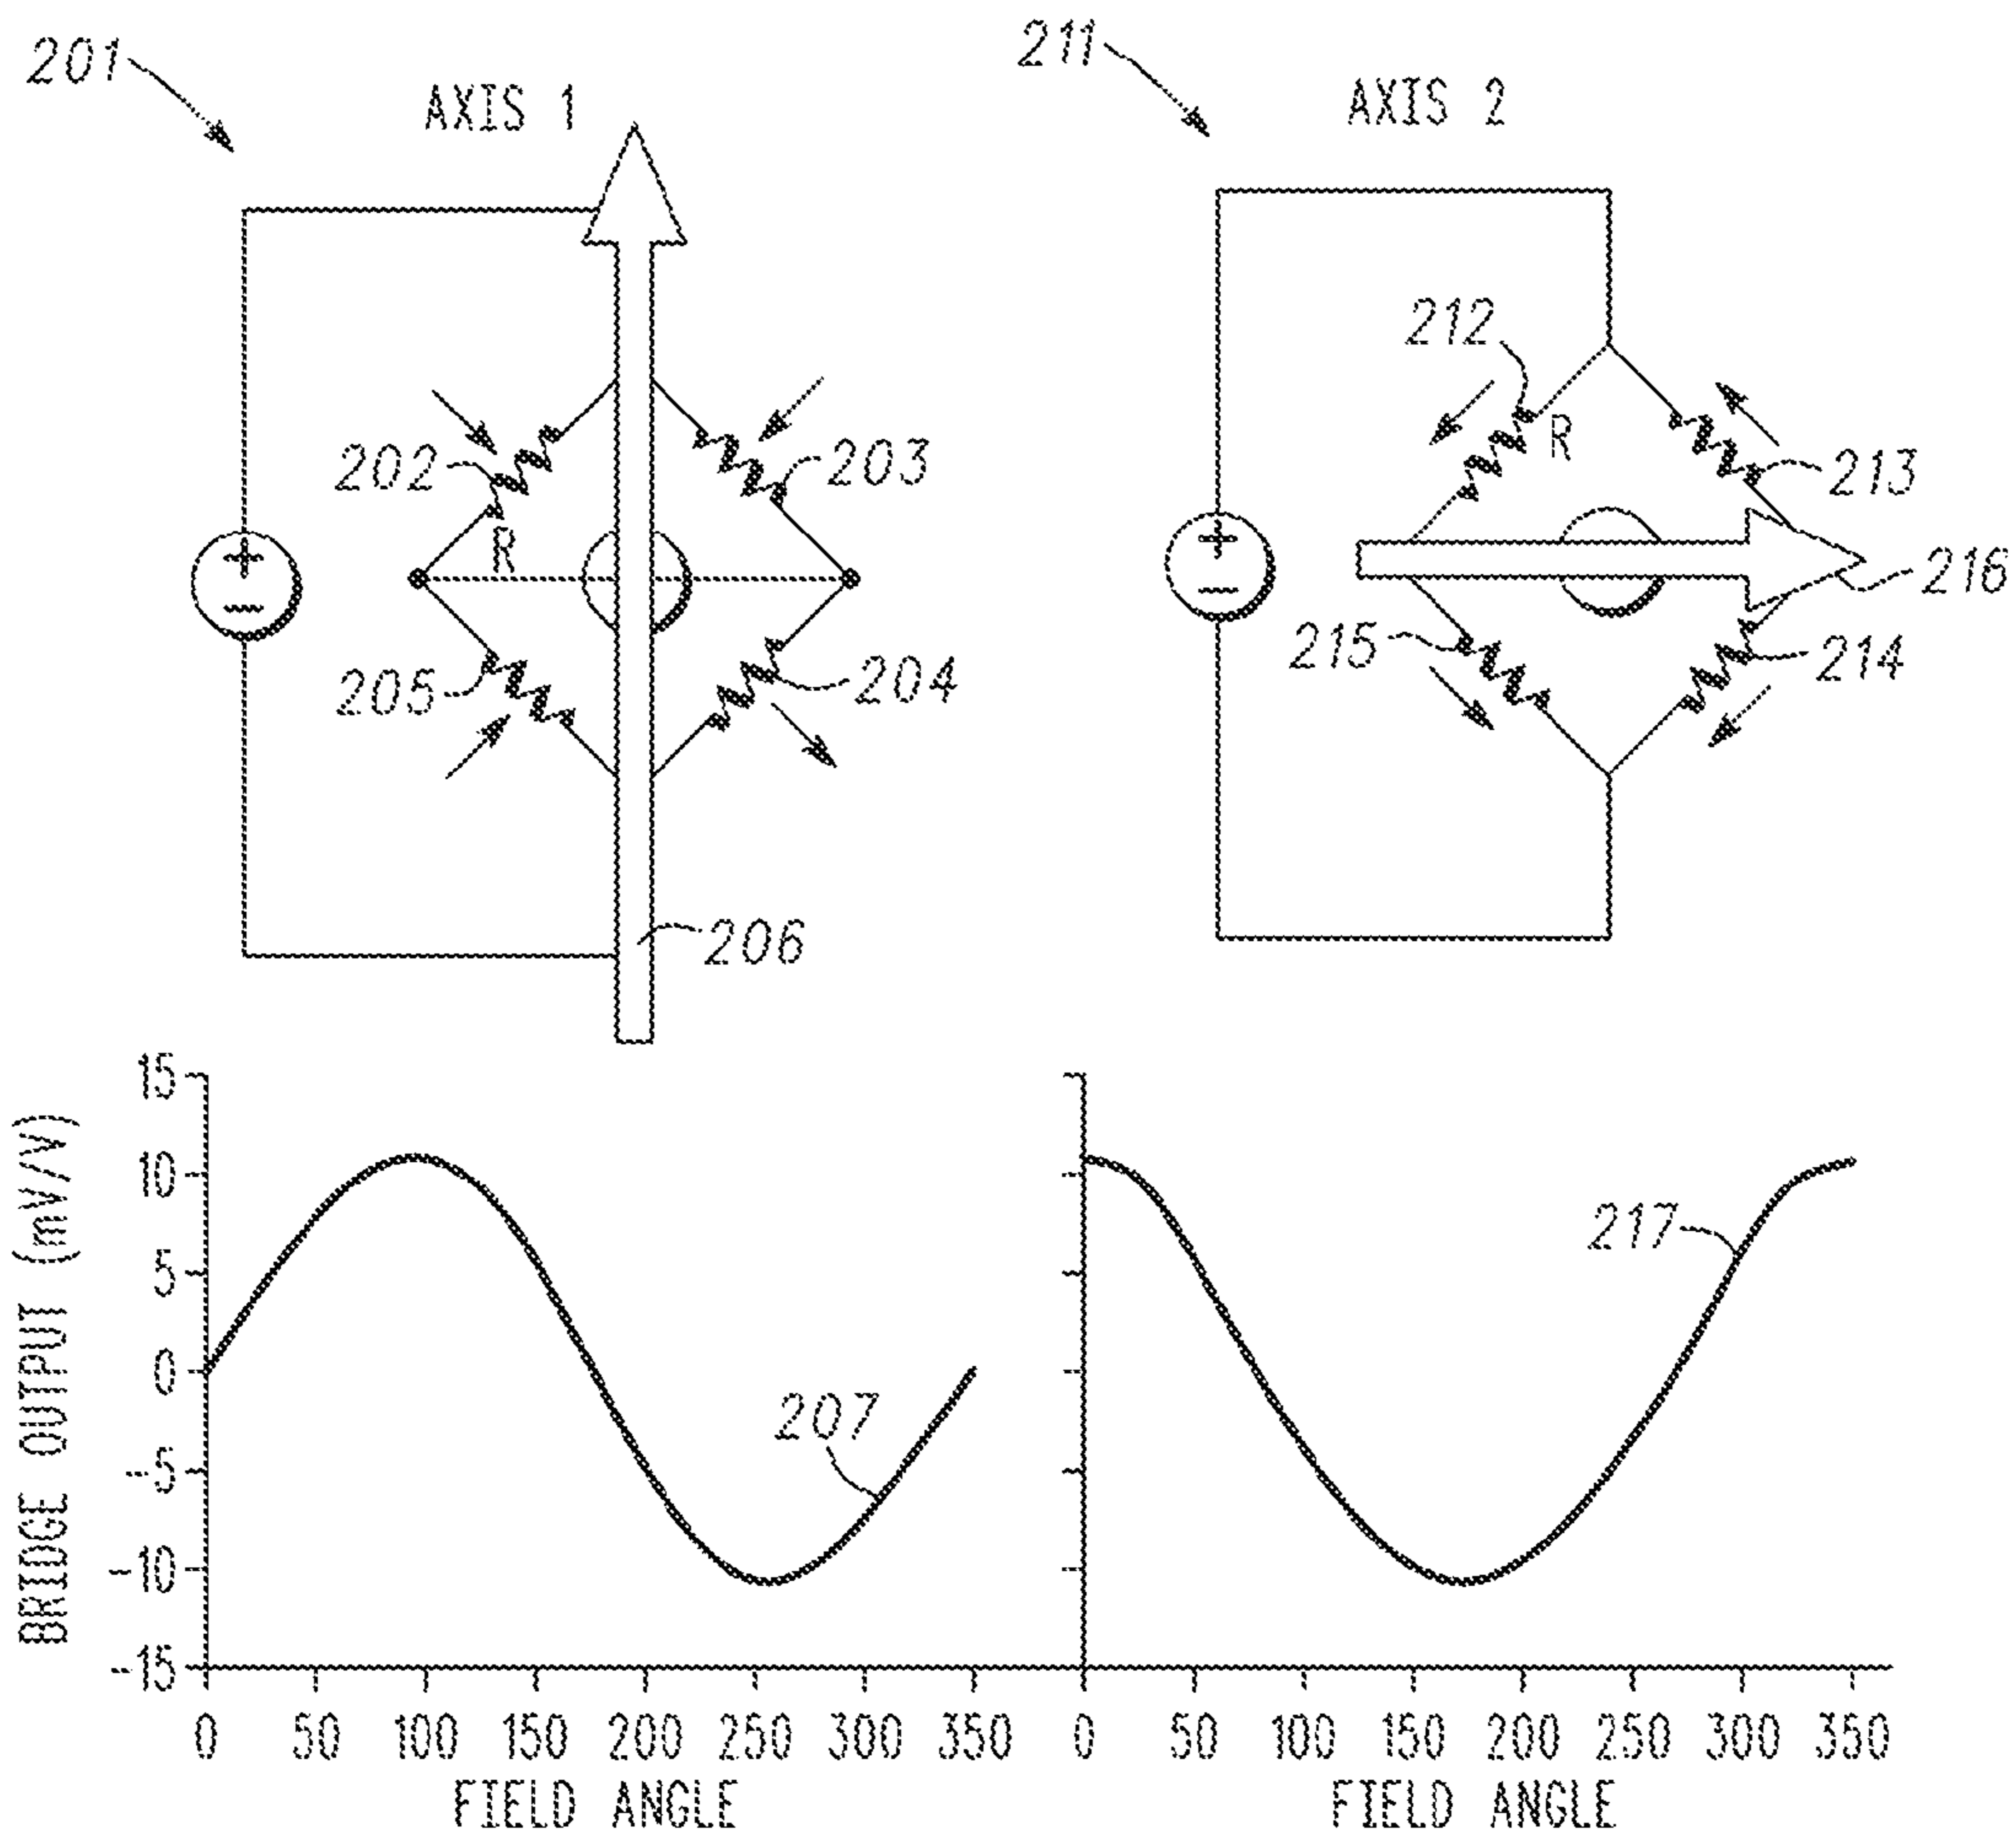 201
AXIS 1
211
AXIS 2
202
203
R
+
−
205
204
206
212
R
213
+
−
216
215
214
BRIDGE OUTPUT (mV/V)
15
10
5
0
-5
-10
-15
207
217
0 50 100 150 200 250 300 350
0 50 100 150 200 250 300 350
FIELD ANGLE
FIELD ANGLE